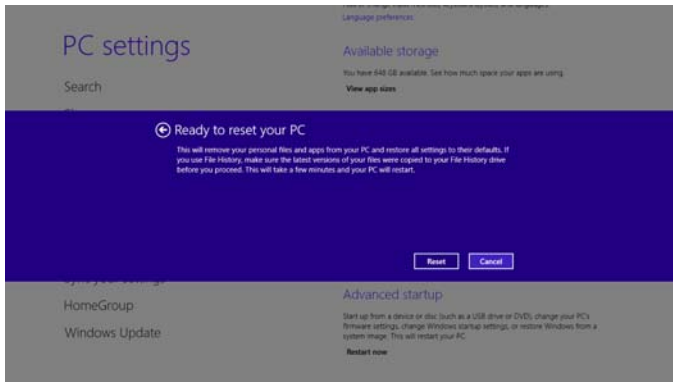 Language preferences
PC settings
Available storage
You have 648 GB available. See how much space your apps are using.
Search
View app sizes
Ready to reset your PC
This will remove your personal files and apps from your PC and restore all settings to their defaults. If
you use File History, make sure the latest versions of your files were copied to your File History drive
before you proceed. This will take a few minutes and your PC will restart.
Reset
Cancel
Advanced startup
HomeGroup
Start up from a device or disc (such as a USB drive or DVD), change your PC's
firmware settings, change Windows startup settings, or restore Windows from a
Windows Update
system image. This will restart your PC.
Restart now